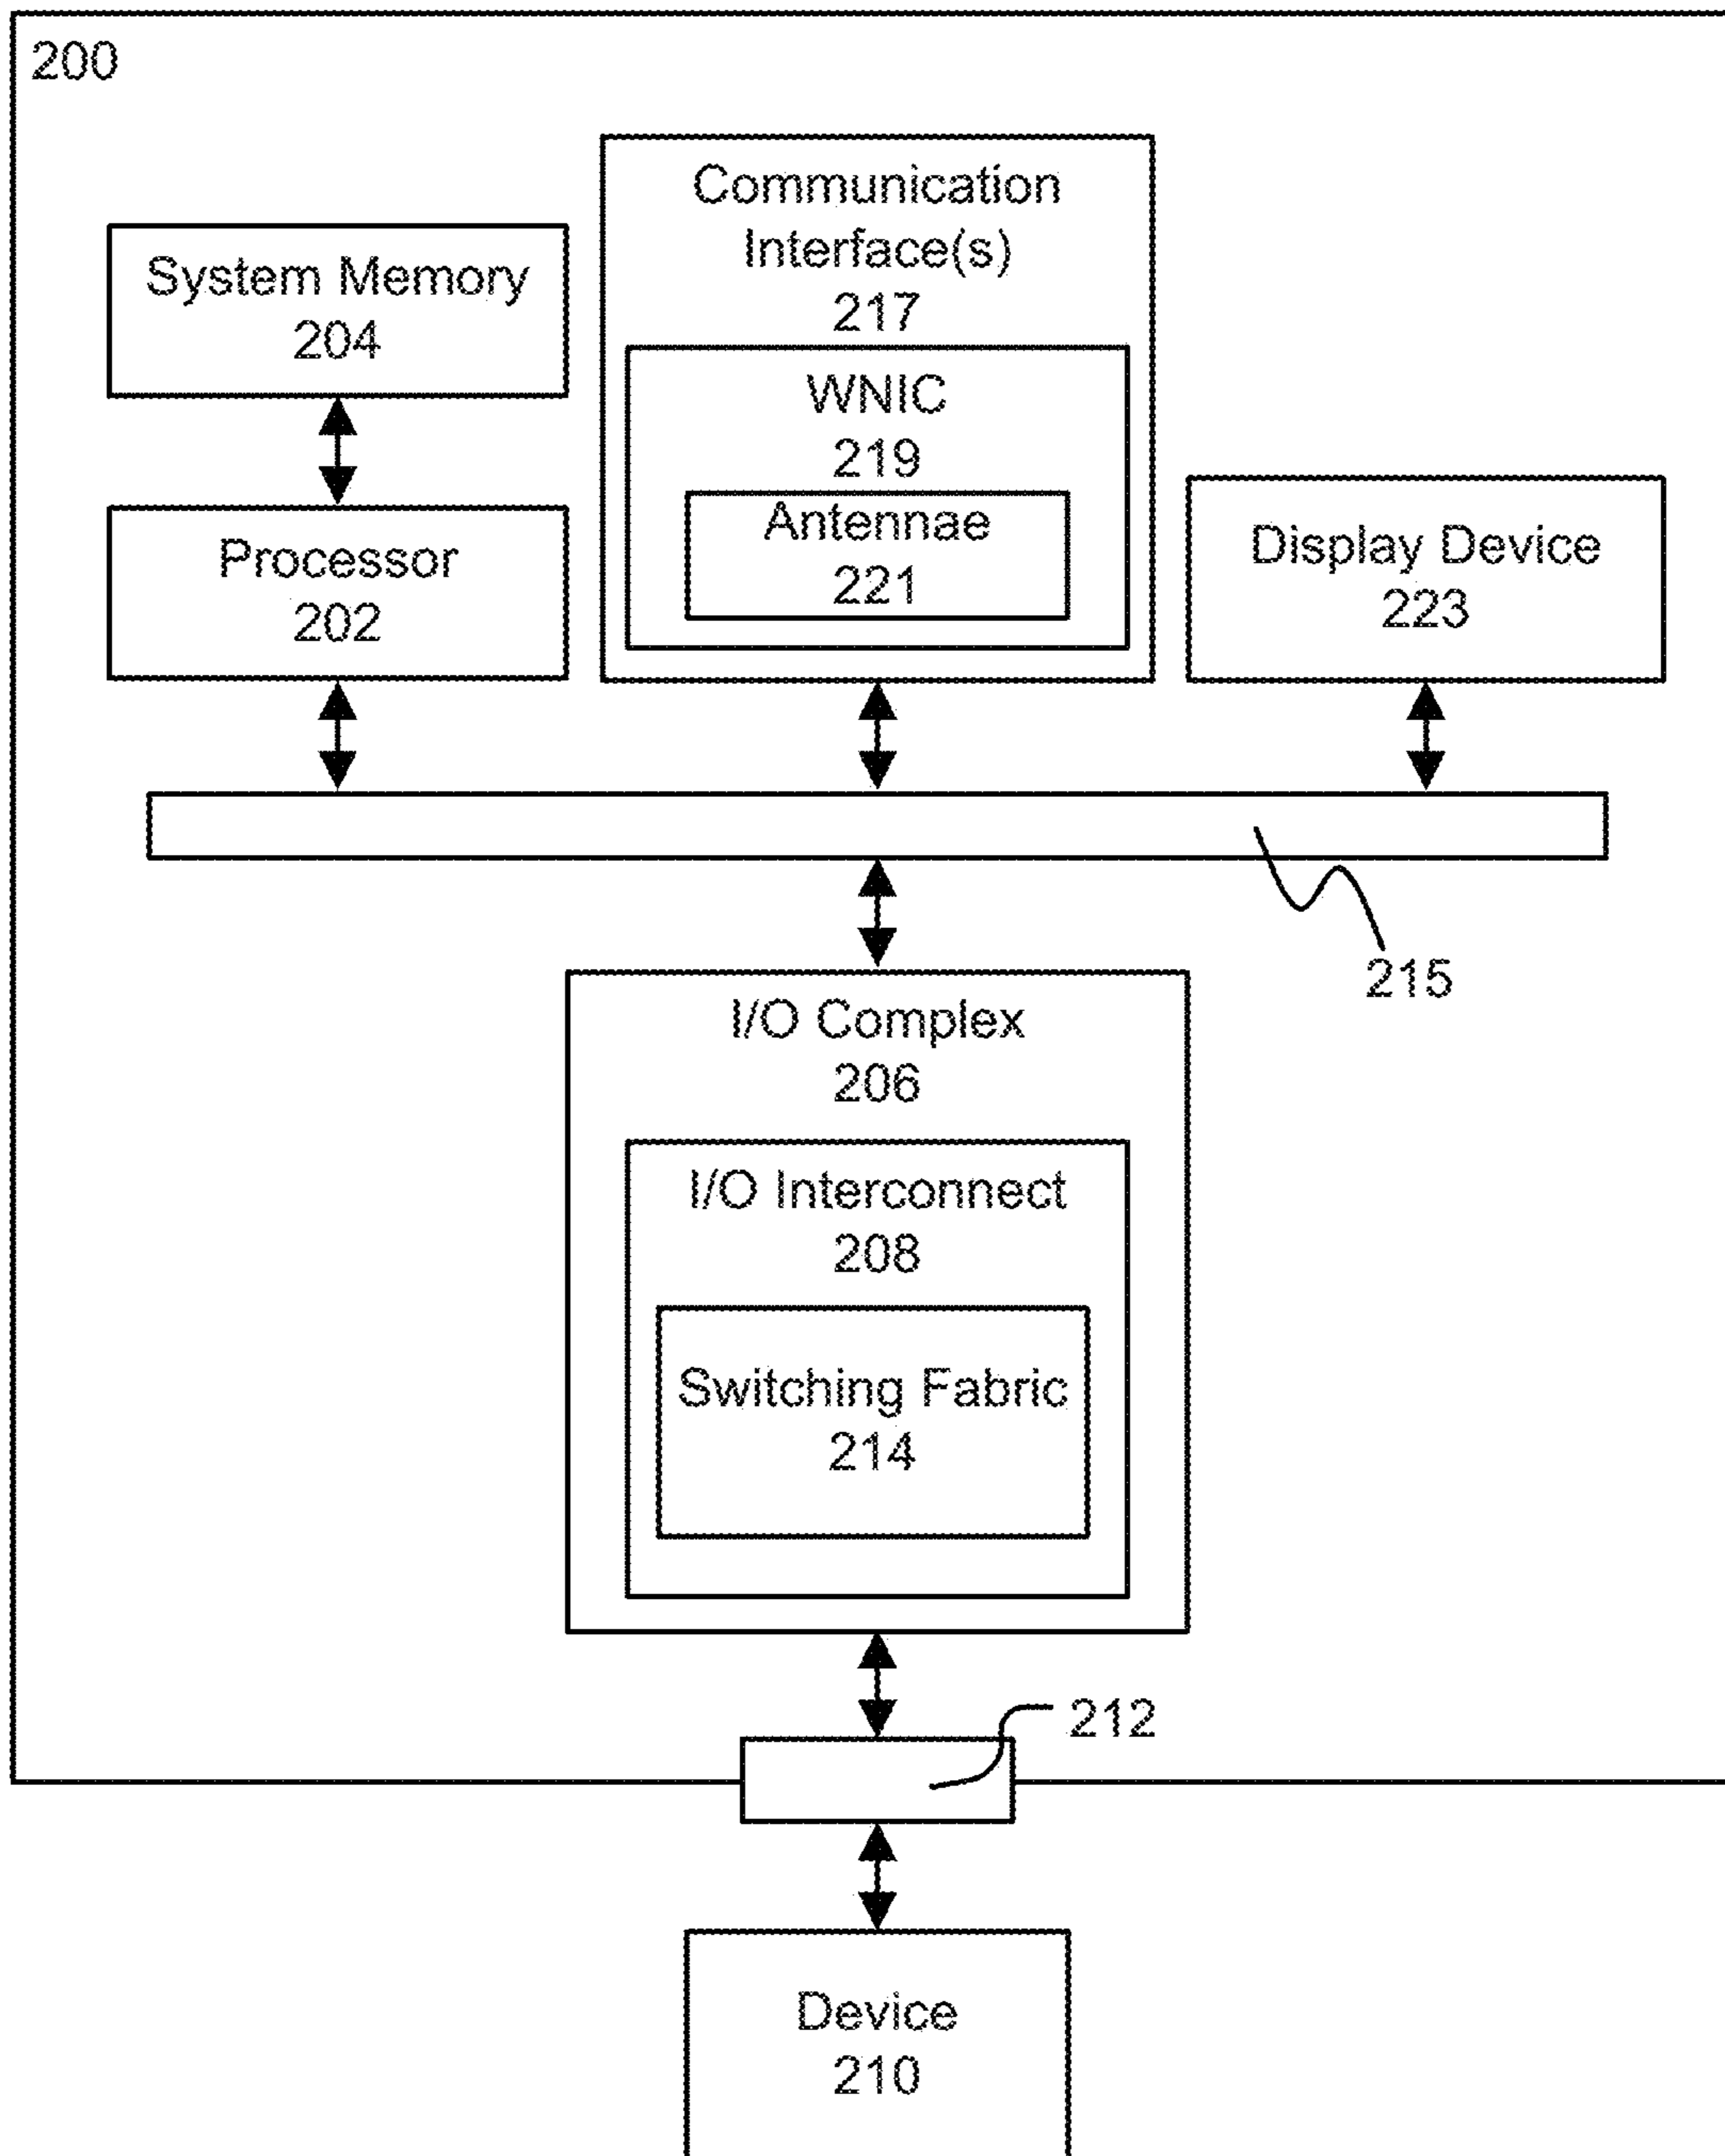 200
Communication
Interface(s)
217
System Memory
204
WNIC
219
Antennae
221
Processor
202
Display Device
223
215
I/O Complex
206
I/O Interconnect
208
Switching Fabric
214
212
Device
210